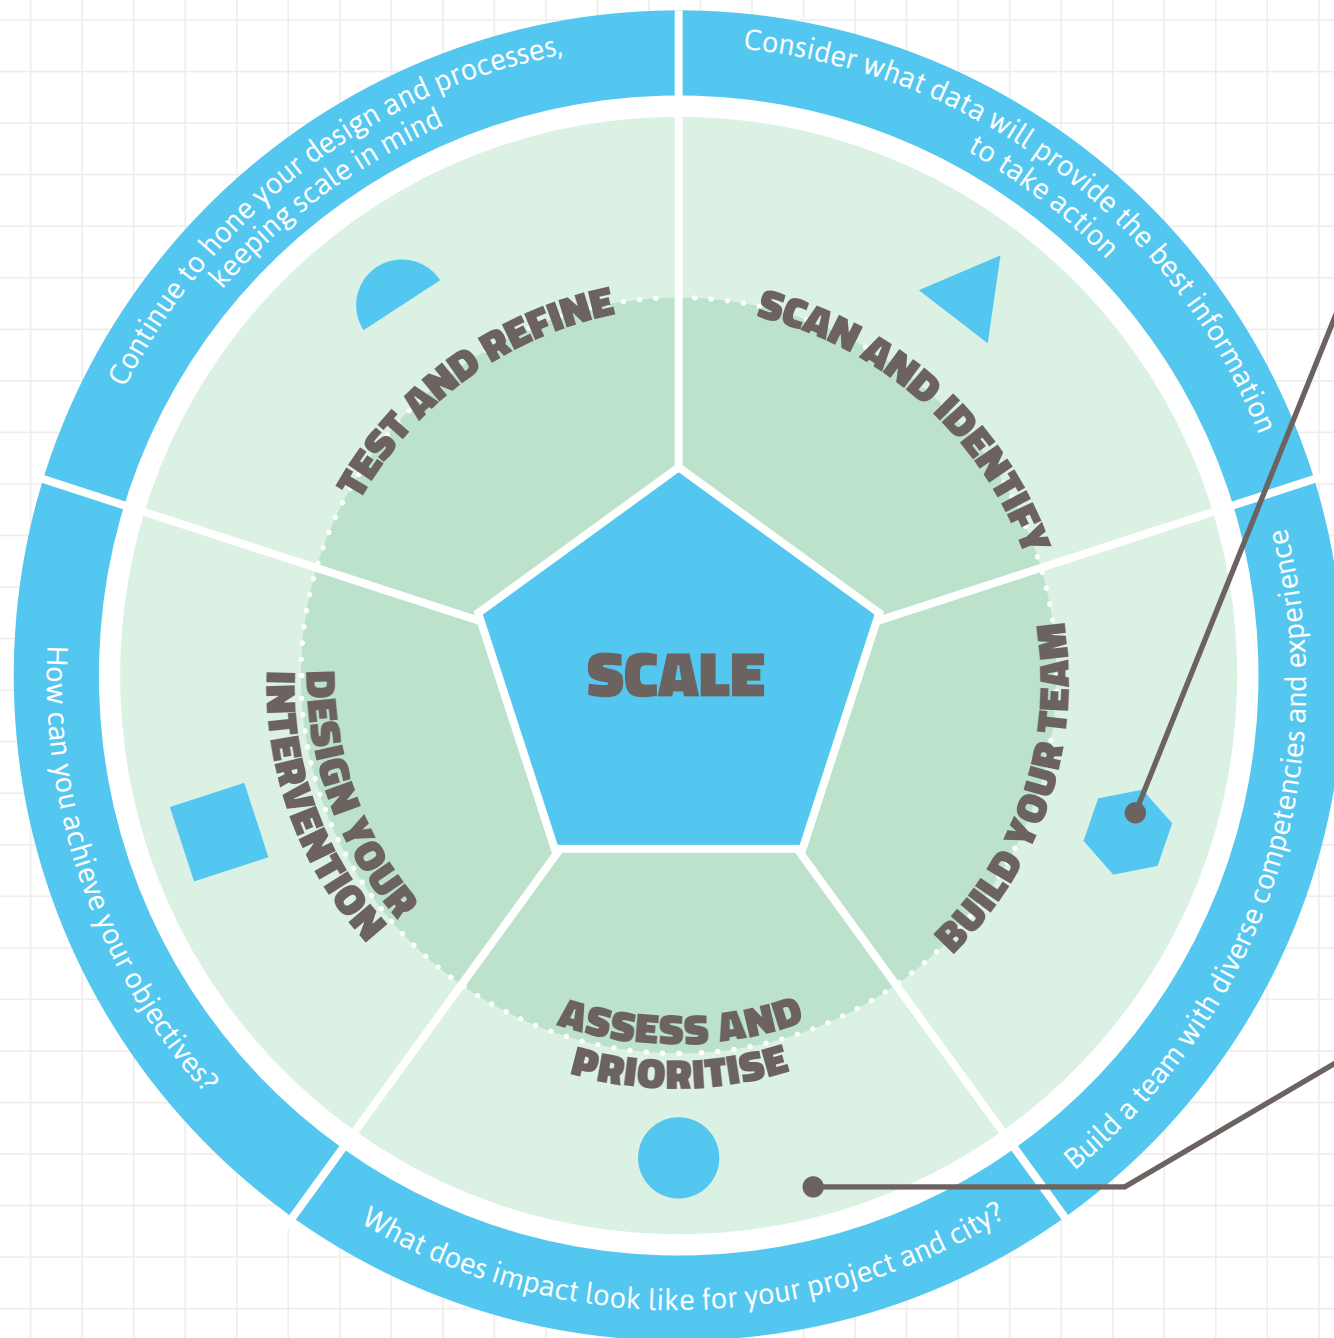 Consider what data will provide the best information
to take action
SCAN AND IDENTIFY
Build a team with diverse competencies and experience
BUILD YOUR TEAM
What does impact look like for your project and city?
ASSESS AND
PRIORITISE
How can you achieve your objectives?
DESIGN YOUR
INTERVENTION
Continue to hone your design and processes,
keeping scale in mind
TEST AND REFINE
SCALE